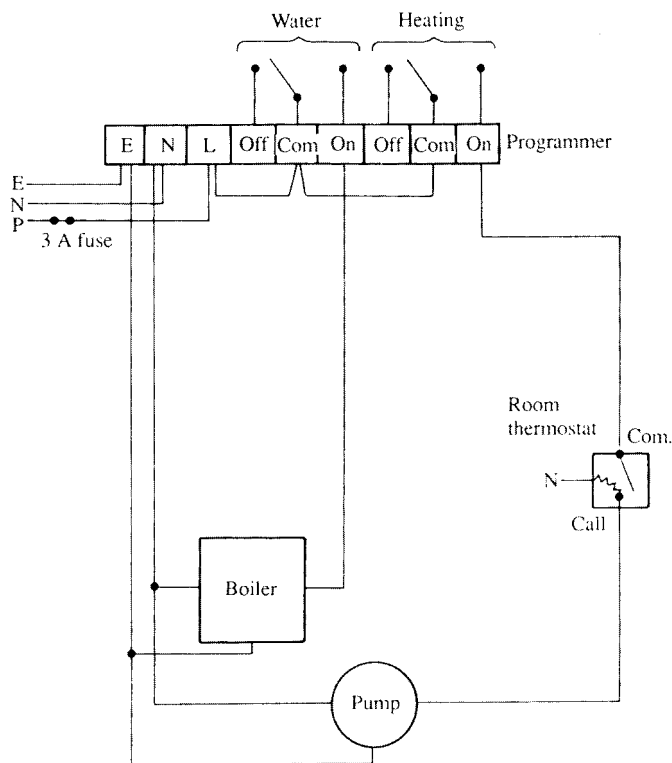 Water Heating
E N L Off Com On Off Com On Programmer
E
N
P
3 A fuse
Room
thermostat
Com.
N
Call
Boiler
Pump